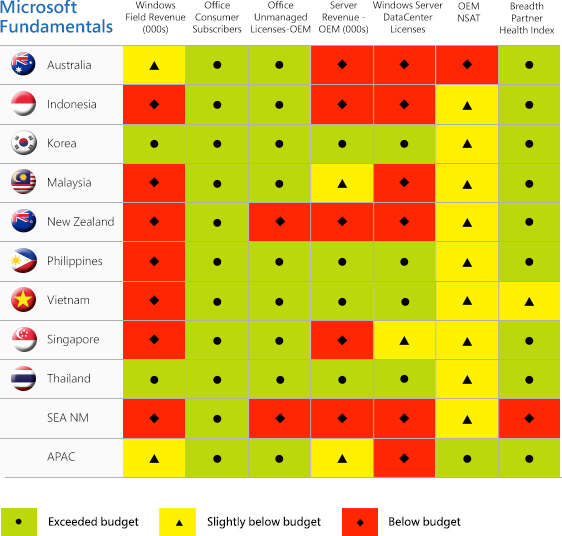 Microsoft
Fundamentals
Windows
Field Revenue
(000s)
Office
Consumer
Subscribers
Office
Unmanaged
Licenses-OEM
Server
Revenue -
OEM (000s)
Windows Server
DataCenter
Licenses
OEM
NSAT
Breadth
Partner
Health Index
Australia
Indonesia
Korea
Malaysia
New Zealand
Philippines
Vietnam
Singapore
Thailand
SEA NM
APAC
Exceeded budget
Slightly below budget
Below budget